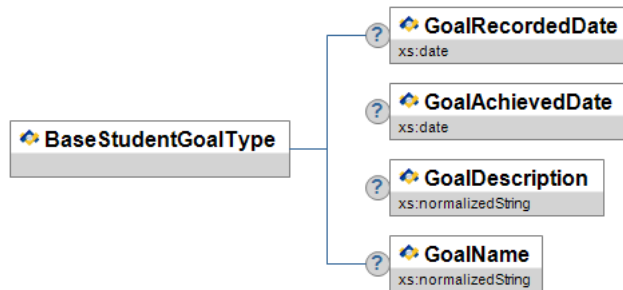 ?
GoalRecordedDate
xs:date
?
GoalAchievedDate
xs:date
BaseStudentGoalType
?
GoalDescription
xs:normalizedString
?
GoalName
xs:normalizedString